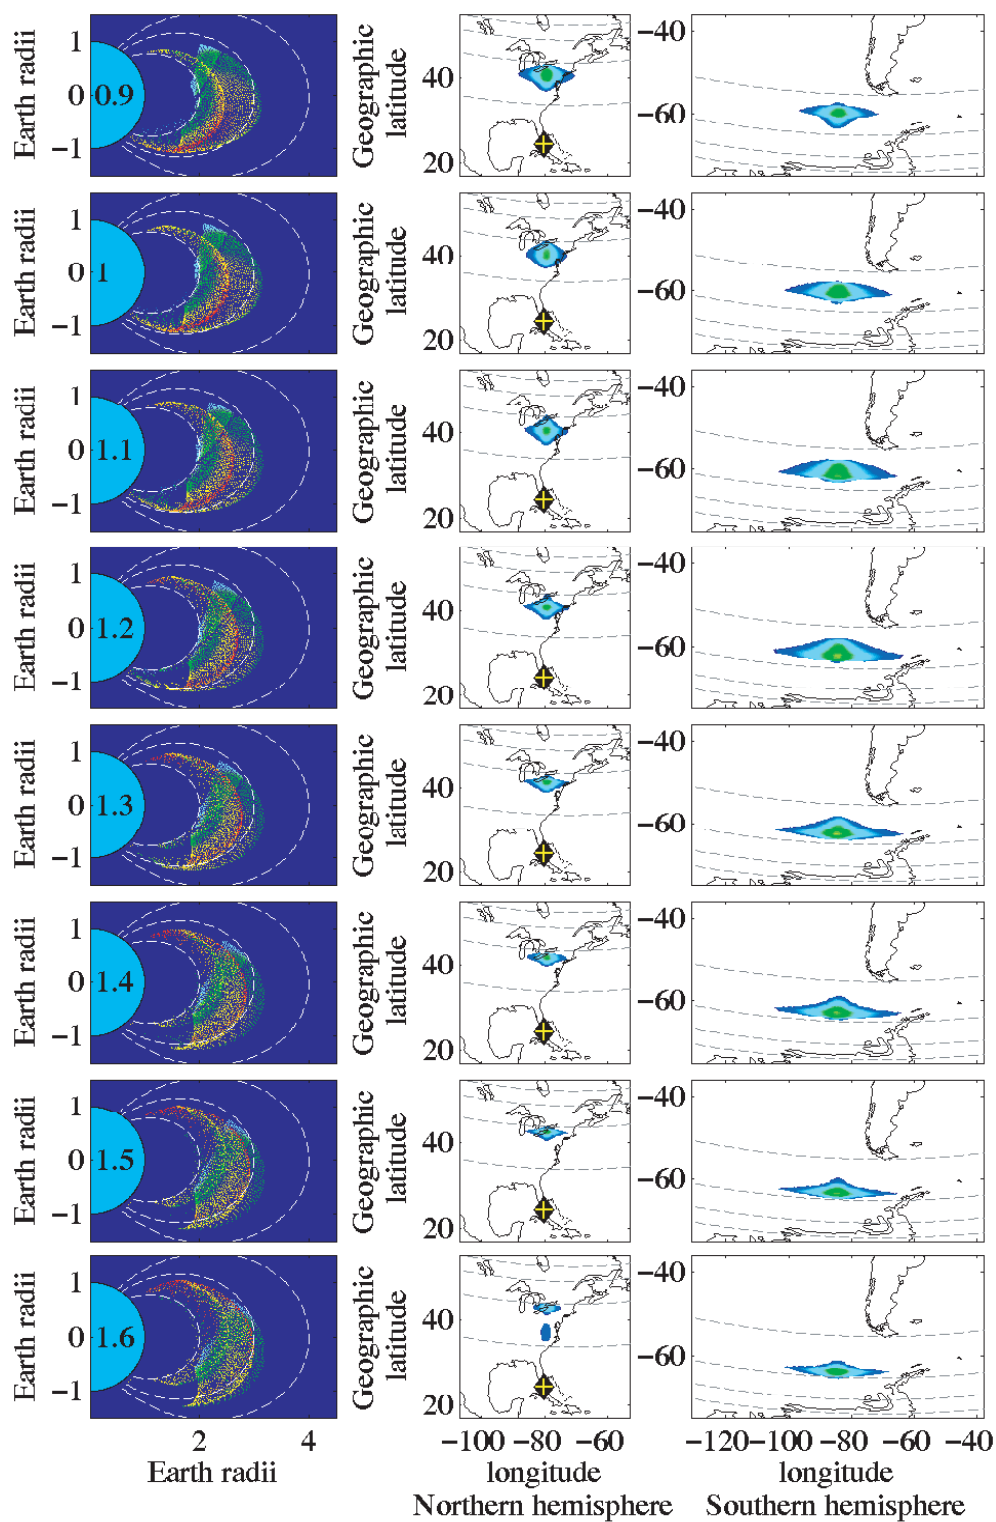 Earth radii
1
0
−1
0.9
Geographic
latitude
40
20
−40
−60
Earth radii
1
0
−1
1
Geographic
latitude
40
20
−40
−60
Earth radii
1
0
−1
1.1
Geographic
latitude
40
20
−40
−60
Earth radii
1
0
−1
1.2
Geographic
latitude
40
20
−40
−60
Earth radii
1
0
−1
1.3
Geographic
latitude
40
20
−40
−60
Earth radii
1
0
−1
1.4
Geographic
latitude
40
20
−40
−60
Earth radii
1
0
−1
1.5
Geographic
latitude
40
20
−40
−60
Earth radii
1
0
−1
1.6
Geographic
latitude
40
20
−40
−60
2 4
Earth radii
−100 −80 −60
longitude
Northern hemisphere
−120 −100 −80 −60 −40
longitude
Southern hemisphere